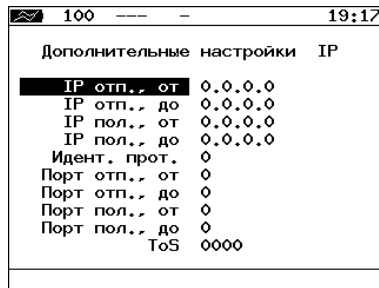 100 --- - 19:17
Дополнительные настройки IP
IP отп., от 0.0.0.0
IP отп., до 0.0.0.0
IP пол., от 0.0.0.0
IP пол., до 0.0.0.0
Идент. прот. 0
Порт отп., от 0
Порт отп., до 0
Порт пол., от 0
Порт пол., до 0
ToS 0000